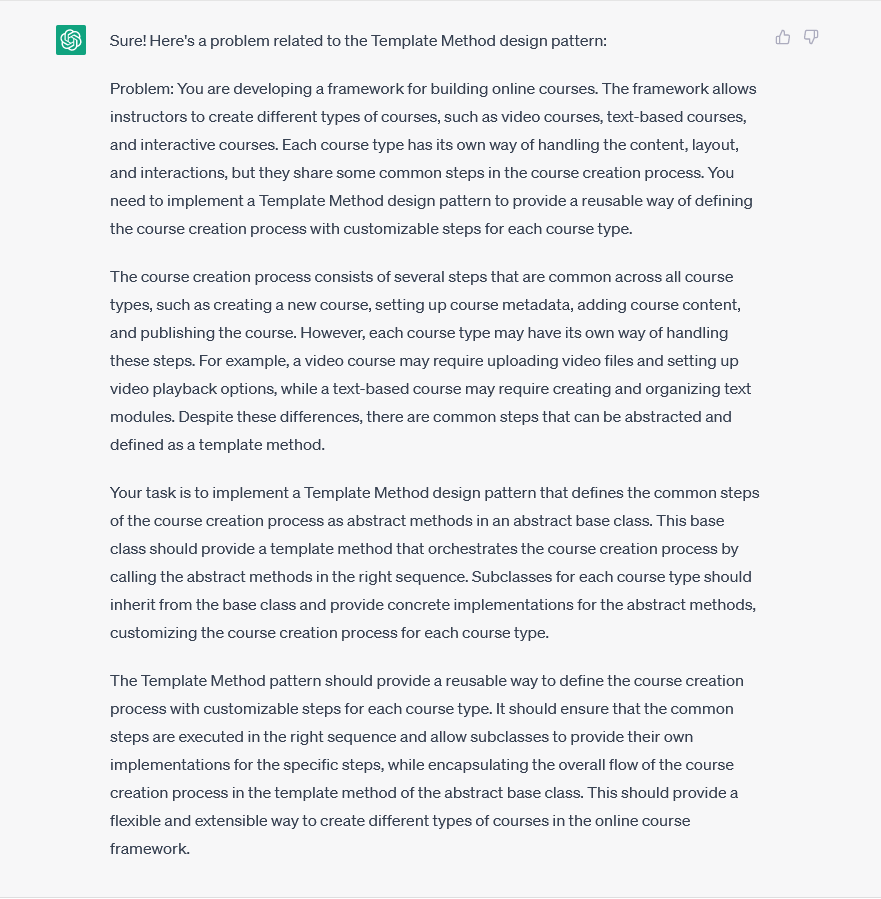 Sure! Here's a problem related to the Template Method design pattern:
Problem: You are developing a framework for building online courses. The framework allows
instructors to create different types of courses, such as video courses, text-based courses,
and interactive courses. Each course type has its own way of handling the content, layout,
and interactions, but they share some common steps in the course creation process. You
need to implement a Template Method design pattern to provide a reusable way of defining
the course creation process with customizable steps for each course type.
The course creation process consists of several steps that are common across all course
types, such as creating a new course, setting up course metadata, adding course content,
and publishing the course. However, each course type may have its own way of handling
these steps. For example, a video course may require uploading video files and setting up
video playback options, while a text-based course may require creating and organizing text
modules. Despite these differences, there are common steps that can be abstracted and
defined as a template method.
Your task is to implement a Template Method design pattern that defines the common steps
of the course creation process as abstract methods in an abstract base class. This base
class should provide a template method that orchestrates the course creation process by
calling the abstract methods in the right sequence. Subclasses for each course type should
inherit from the base class and provide concrete implementations for the abstract methods,
customizing the course creation process for each course type.
The Template Method pattern should provide a reusable way to define the course creation
process with customizable steps for each course type. It should ensure that the common
steps are executed in the right sequence and allow subclasses to provide their own
implementations for the specific steps, while encapsulating the overall flow of the course
creation process in the template method of the abstract base class. This should provide a
flexible and extensible way to create different types of courses in the online course
framework.